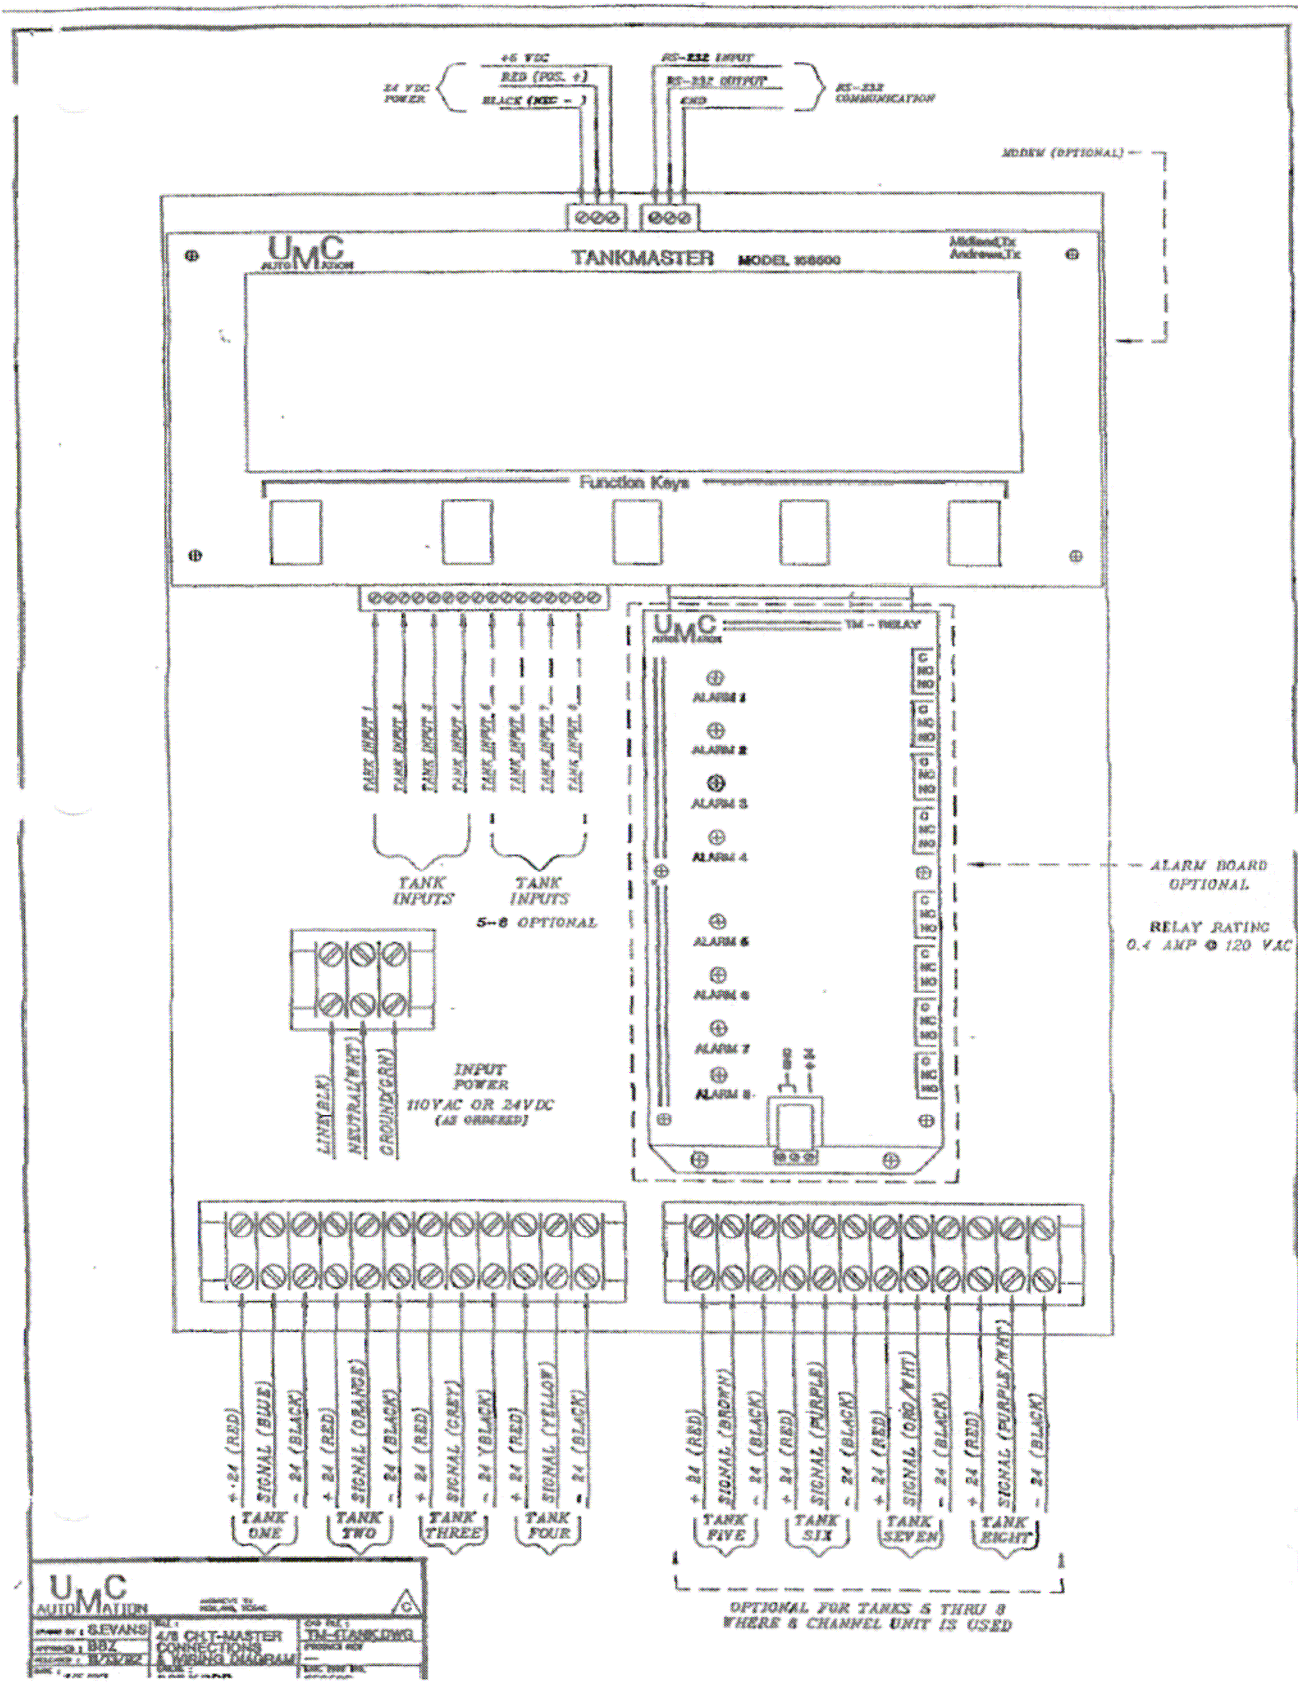 RS-232 INPUT
RED (POS. +)
RS-232 OUTPUT
24 VDC
POWER
BLACK (NEG - )
GND
RS-232
COMMUNICATION
MODEM (OPTIONAL)
UMC
AUTOMATION
TANKMASTER MODEL
Midland,Tx
Andrews,Tx
Function Keys
UMC
AUTOMATION
TM - RELAY
ALARM 1
ALARM 2
ALARM 3
ALARM 4
ALARM 5
ALARM 6
ALARM 7
ALARM 8
GND
+24
TANK INPUT 1
TANK INPUT 2
TANK INPUT 3
TANK INPUT 4
TANK INPUT
TANK INPUT
TANK INPUT
TANK INPUT
TANK
INPUTS
TANK
INPUTS
OPTIONAL
ALARM BOARD
OPTIONAL
RELAY RATING
0.4 AMP @ 120 VAC
LINE(BLK)
NEUTRAL(WHT)
GROUND(GRN)
INPUT
POWER
110VAC OR 24VDC
(AS ORDERED)
+ 24 (RED)
SIGNAL (BLUE)
- 24 (BLACK)
+ 24 (RED)
SIGNAL (ORANGE)
- 24 (BLACK)
+ 24 (RED)
SIGNAL (GREY)
- 24 (BLACK)
+ 24 (RED)
SIGNAL (YELLOW)
- 24 (BLACK)
+ 24 (RED)
SIGNAL (BROWN)
- 24 (BLACK)
+ 24 (RED)
SIGNAL (PURPLE)
- 24 (BLACK)
+ 24 (RED)
SIGNAL (ORG/WHT)
- 24 (BLACK)
+ 24 (RED)
SIGNAL (PURPLE/WHT)
- 24 (BLACK)
TANK
ONE
TANK
TWO
TANK
THREE
TANK
FOUR
TANK
FIVE
TANK
SIX
TANK
SEVEN
TANK
EIGHT
OPTIONAL FOR TANKS 5 THRU 8
WHERE 8 CHANNEL UNIT IS USED
UMC
AUTOMATION
C
S.EVANS
4/8 CH.T-MASTER
CONNECTIONS
& WIRING DIAGRAM